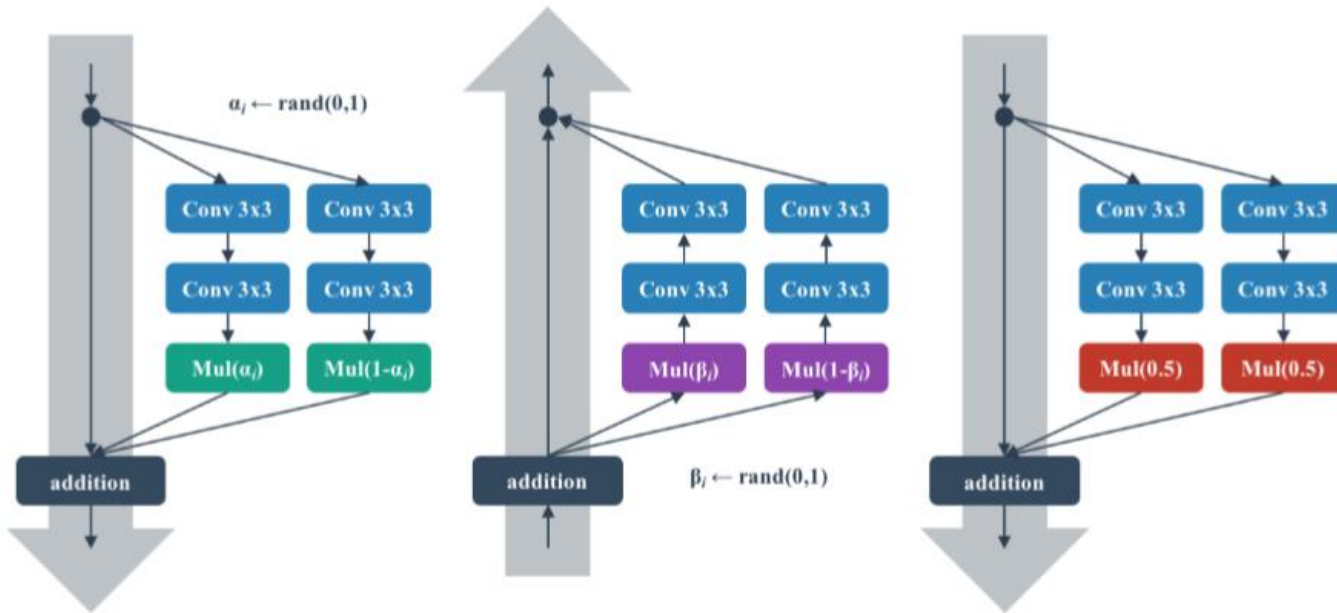 αᵢ ← rand(0,1)
Conv 3x3 Conv 3x3
Conv 3x3 Conv 3x3
Mul(αᵢ) Mul(1-αᵢ)
addition
Conv 3x3 Conv 3x3
Conv 3x3 Conv 3x3
Mul(βᵢ) Mul(1-βᵢ)
addition
βᵢ ← rand(0,1)
Conv 3x3 Conv 3x3
Conv 3x3 Conv 3x3
Mul(0.5) Mul(0.5)
addition